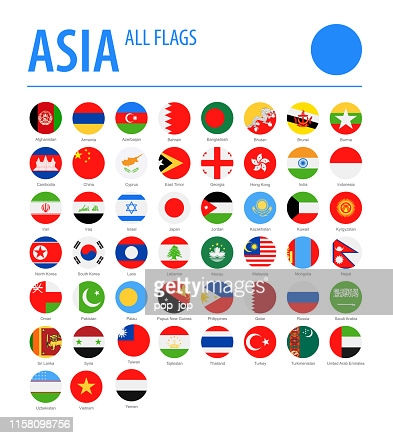 ASIA ALL FLAGS
Afghanistan Armenia Azerbaijan Bahrain Bangladesh Bhutan Brunei Burma
Cambodia China Cyprus East Timor Georgia Hong Kong India Indonesia
Iran Iraq Israel Japan Jordan Kazakhstan Kuwait Kyrgyzstan
North Korea South Korea Laos Lebanon Macau Malaysia Mongolia Nepal
gettyimages
pop_jop
Oman Pakistan Palau Papua New Guinea Philippines Qatar Russia Saudi Arabia
Sri Lanka Syria Taiwan Tajikistan Thailand Turkey Turkmenistan United Arab Emirates
Uzbekistan Vietnam Yemen
1158098756